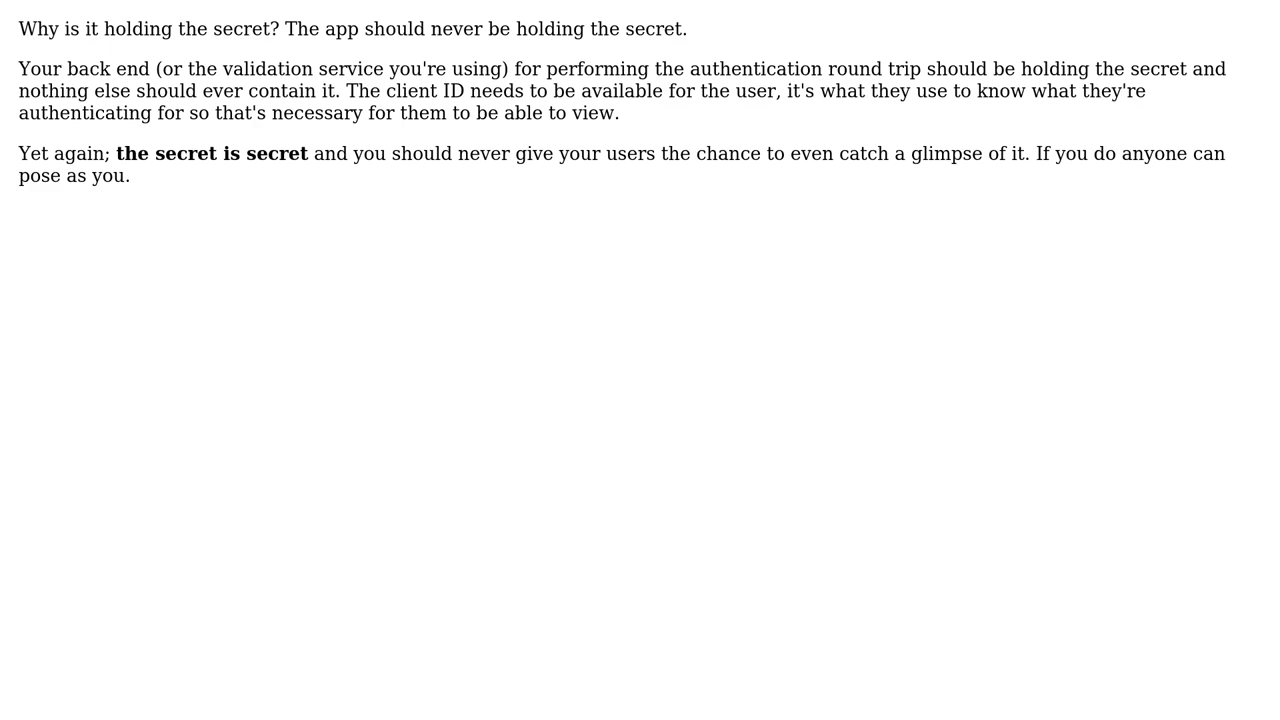 Why is it holding the secret? The app should never be holding the secret.
Your back end (or the validation service you're using) for performing the authentication round trip should be holding the secret and
nothing else should ever contain it. The client ID needs to be available for the user, it's what they use to know what they're
authenticating for so that's necessary for them to be able to view.
Yet again; the secret is secret and you should never give your users the chance to even catch a glimpse of it. If you do anyone can
pose as you.